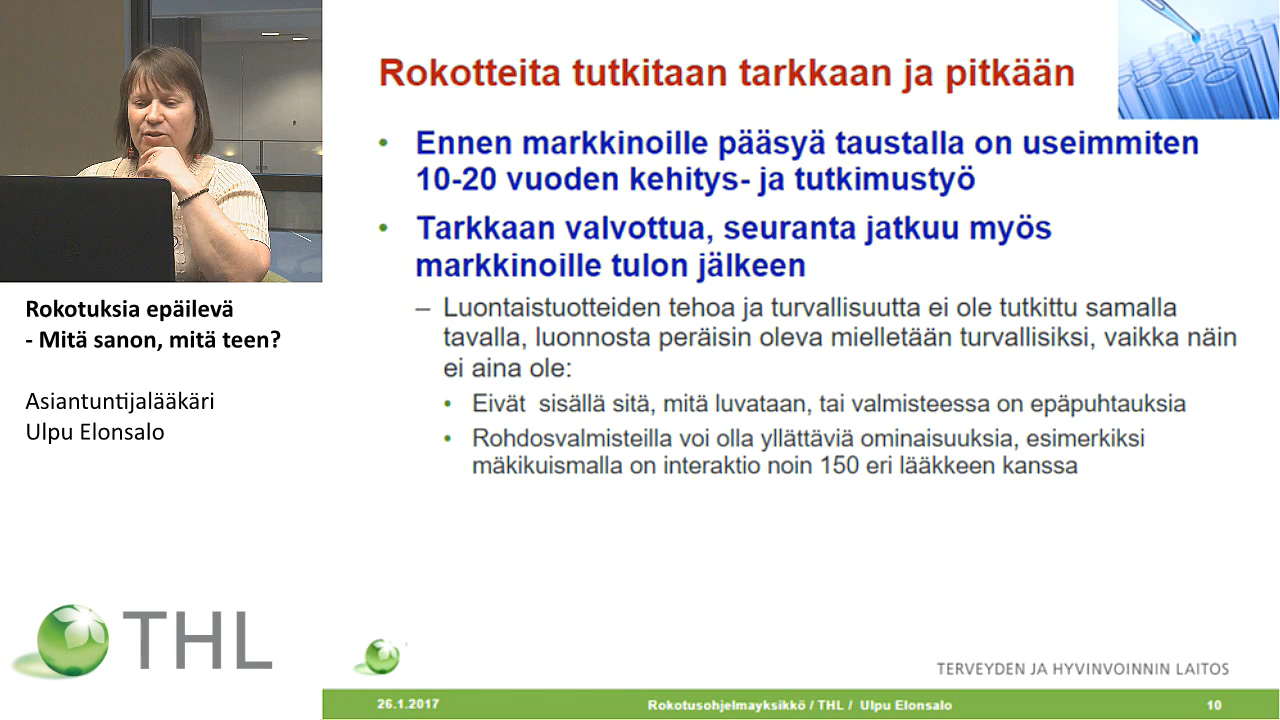 Rokotteita tutkitaan tarkkaan ja pitkään
• Ennen markkinoille pääsyä taustalla on useimmiten
10-20 vuoden kehitys- ja tutkimustyö
• Tarkkaan valvottua, seuranta jatkuu myös
markkinoille tulon jälkeen
– Luontaistuotteiden tehoa ja turvallisuutta ei ole tutkittu samalla
tavalla, luonnosta peräisin oleva mielletään turvallisiksi, vaikka näin
ei aina ole:
• Eivät sisällä sitä, mitä luvataan, tai valmisteessa on epäpuhtauksia
• Rohdosvalmisteilla voi olla yllättäviä ominaisuuksia, esimerkiksi
mäkikuismalla on interaktio noin 150 eri lääkkeen kanssa
Rokotuksia epäilevä
- Mitä sanon, mitä teen?
Asiantuntijalääkäri
Ulpu Elonsalo
THL
TERVEYDEN JA HYVINVOINNIN LAITOS
26.1.2017
Rokotusohjelmayksikkö / THL / Ulpu Elonsalo
10